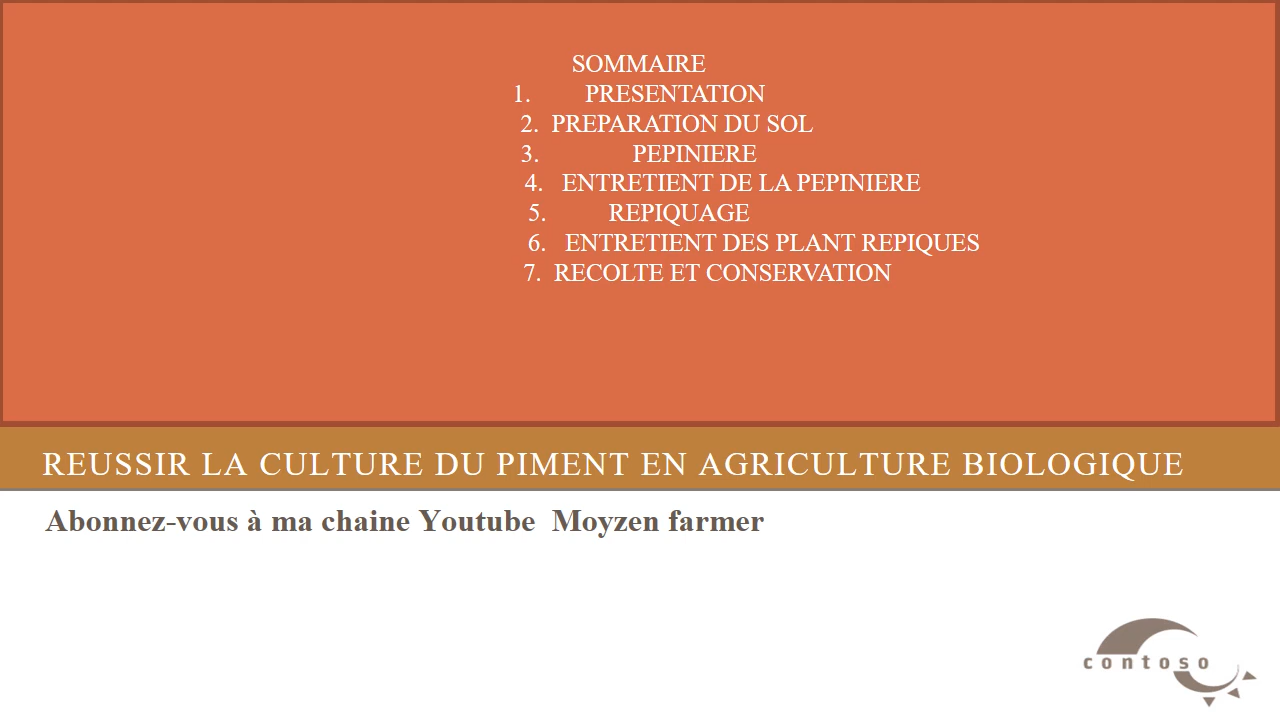 SOMMAIRE
1. PRESENTATION
2. PREPARATION DU SOL
3. PEPINIERE
4. ENTRETIENT DE LA PEPINIERE
5. REPIQUAGE
6. ENTRETIENT DES PLANT REPIQUES
7. RECOLTE ET CONSERVATION
REUSSIR LA CULTURE DU PIMENT EN AGRICULTURE BIOLOGIQUE
Abonnez-vous à ma chaine Youtube Moyzen farmer
contoso